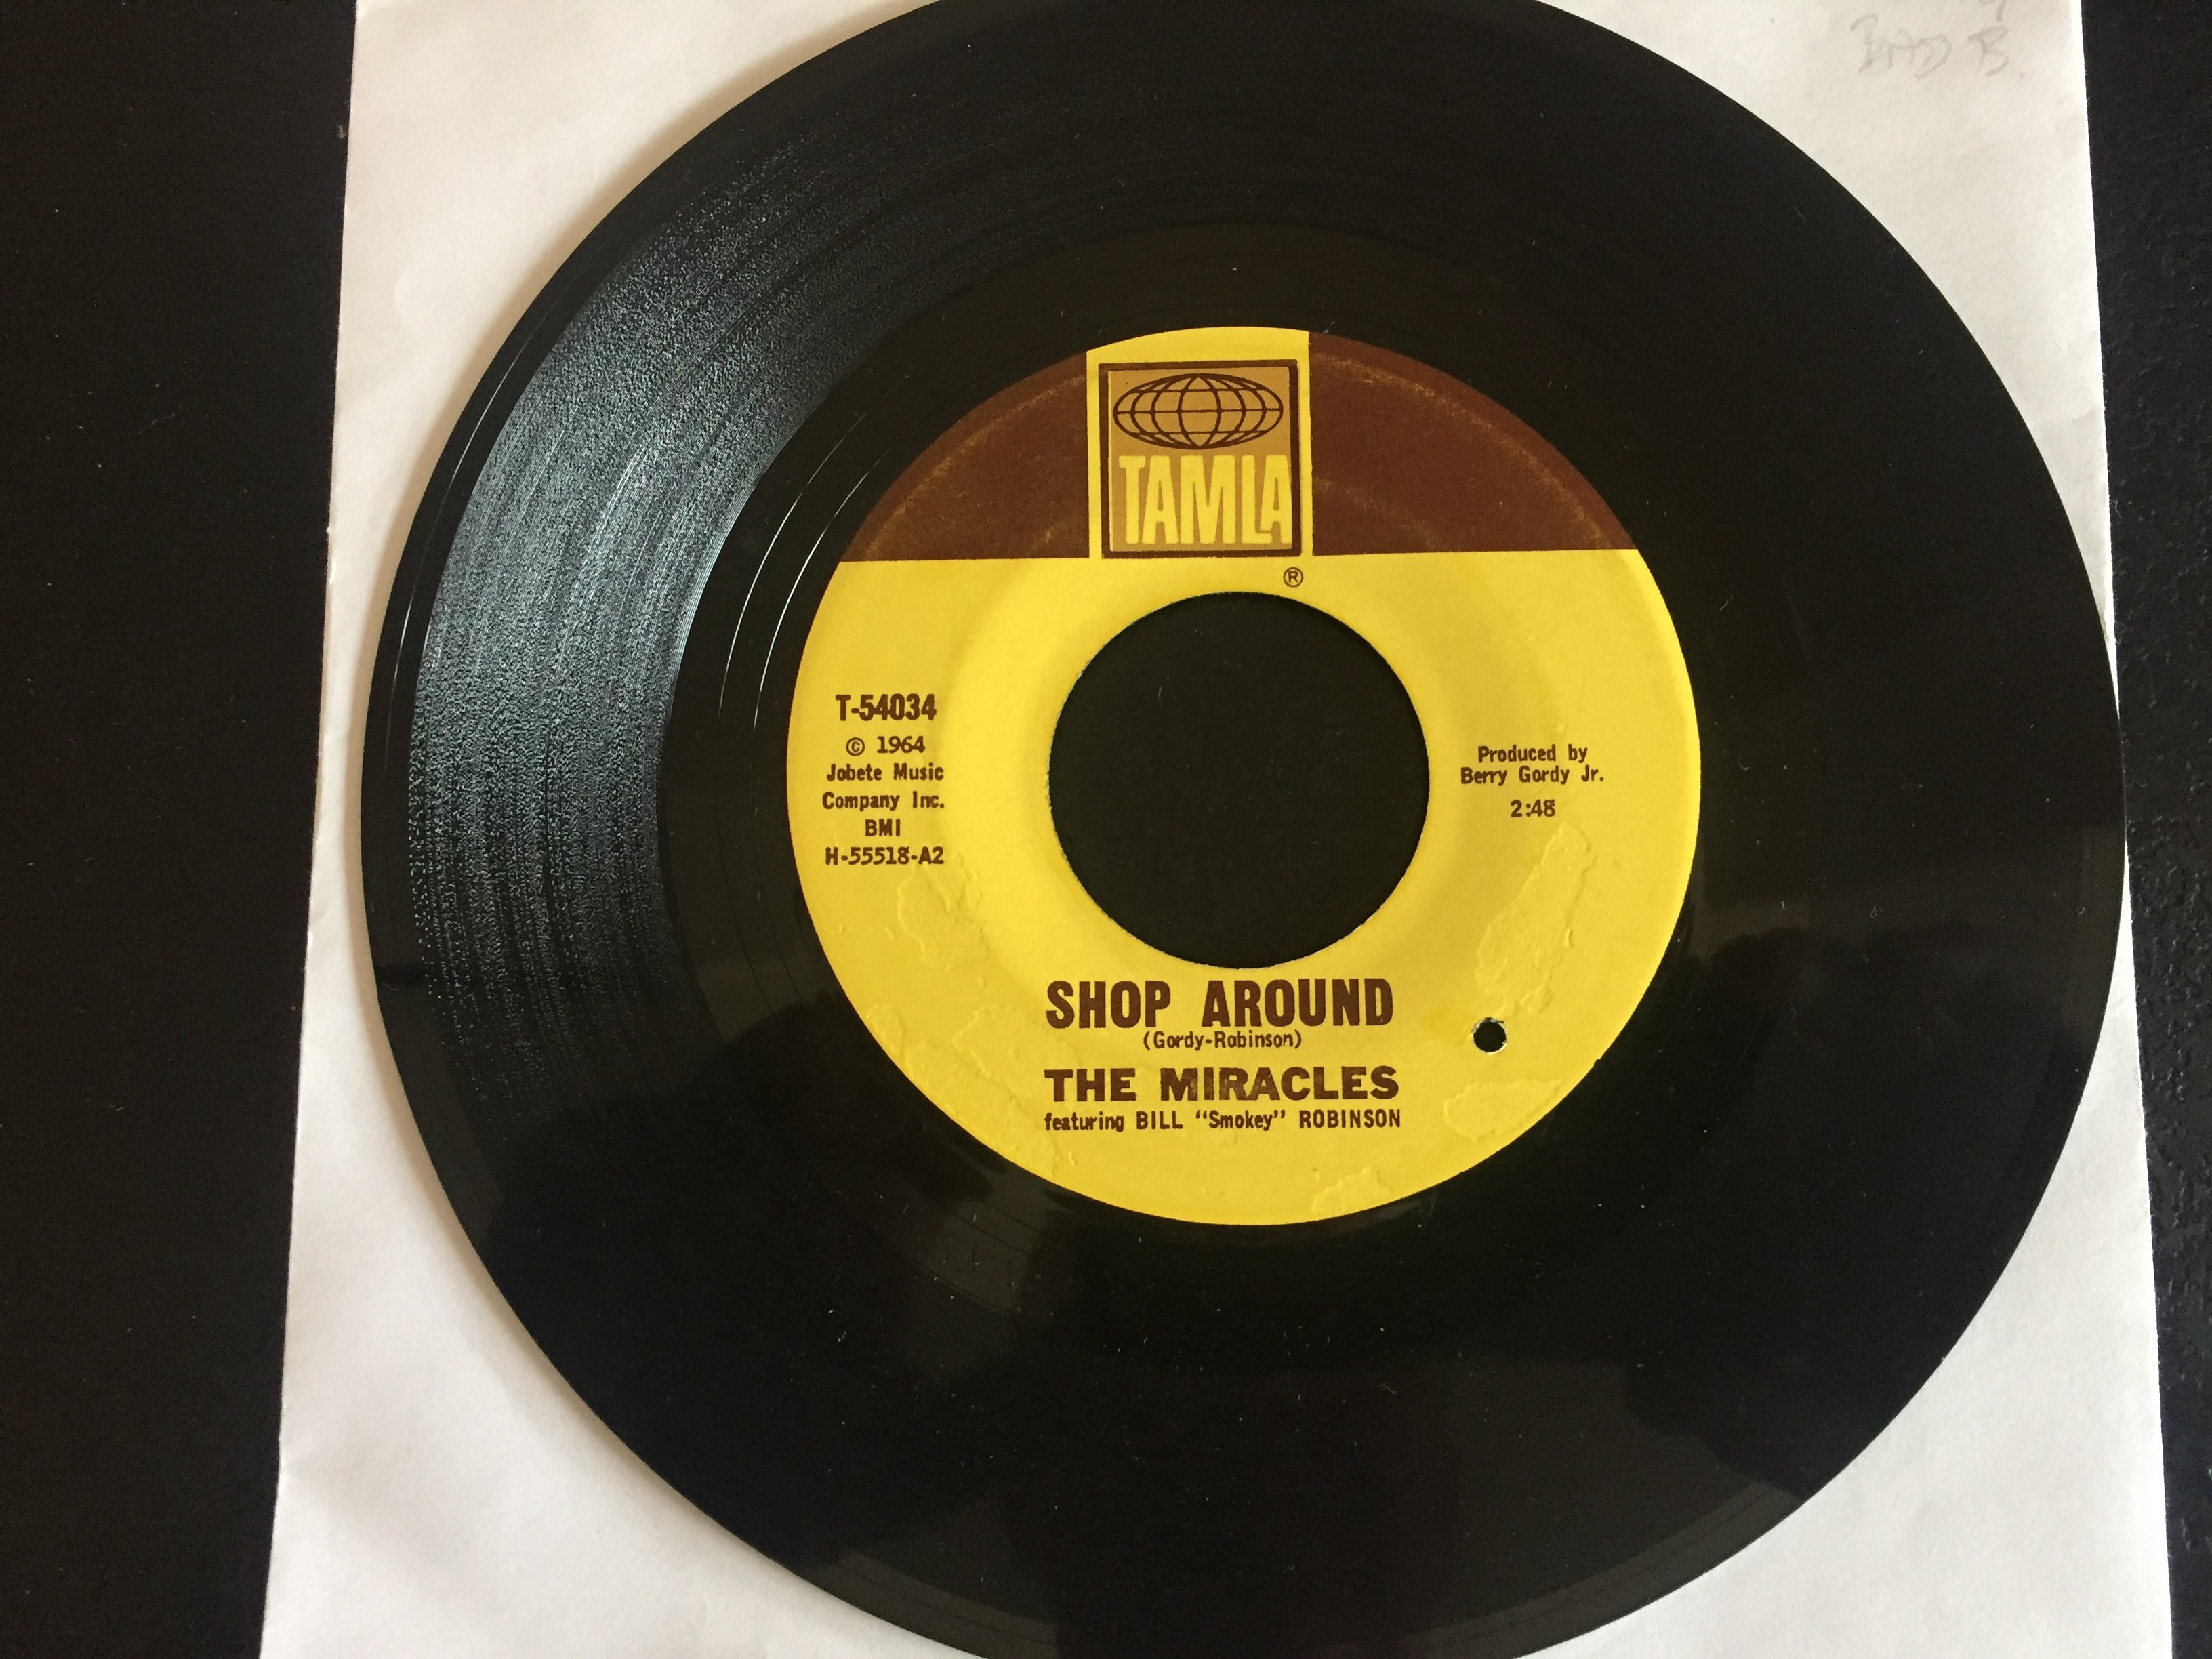 BAD B.
TAMLA
®
T-54034
© 1964
Jobete Music
Company Inc.
BMI
H-55518-A2
Produced by
Berry Gordy Jr.
2:48
SHOP AROUND
(Gordy-Robinson)
THE MIRACLES
featuring BILL "Smokey" ROBINSON